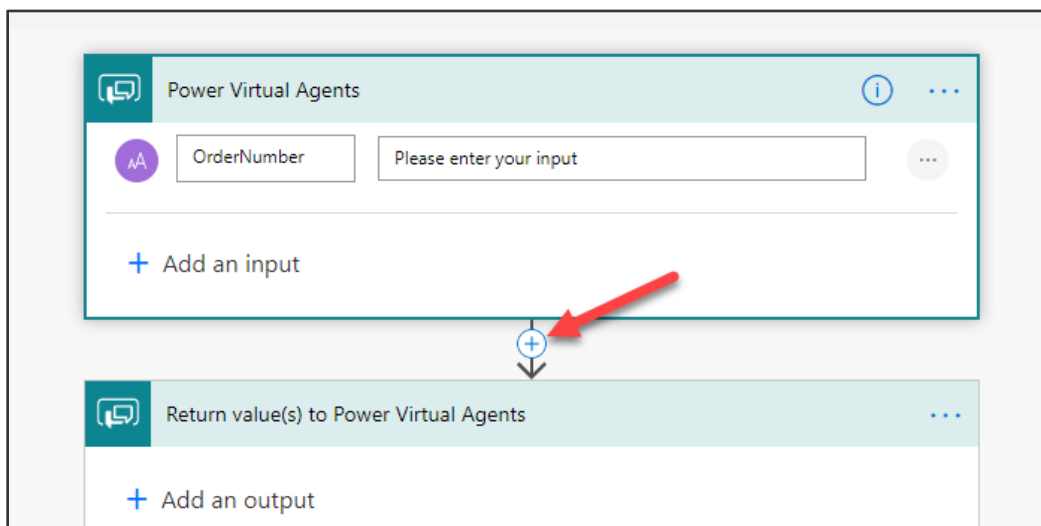 Power Virtual Agents
AA
OrderNumber
Please enter your input
Add an input
Return value(s) to Power Virtual Agents
Add an output